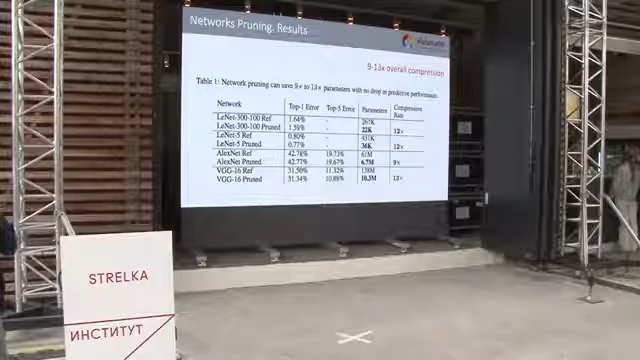 Networks Pruning. Results
9-13x overall compression
Table 1: Network pruning can save 9× to 13× parameters with no drop in predictive performance.
Network Top-1 Error Top-5 Error Parameters Compression Rate
LeNet-300-100 Ref 1.64% - 267K
LeNet-300-100 Pruned 1.59% - 22K 12×
LeNet-5 Ref 0.80% - 431K
LeNet-5 Pruned 0.77% - 36K 12×
AlexNet Ref 42.78% 19.73% 61M
AlexNet Pruned 42.77% 19.67% 6.7M 9×
VGG-16 Ref 31.50% 11.32% 138M
VGG-16 Pruned 31.34% 10.88% 10.3M 13×
STRELKA
ИНСТИТУТ